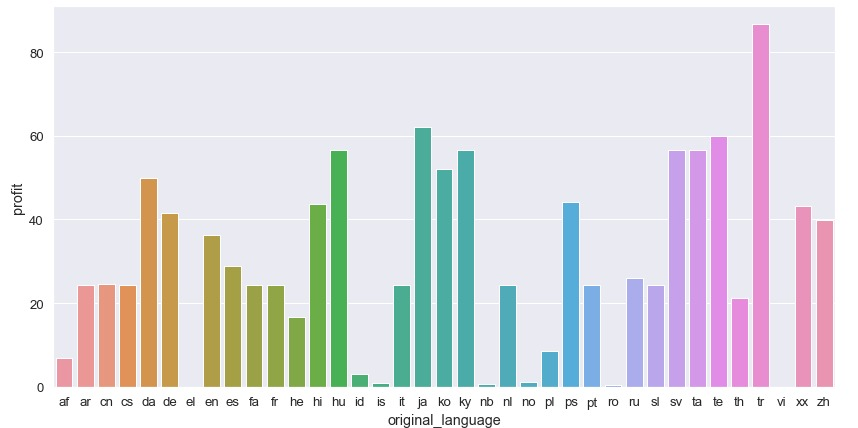 80
60
40
20
0
profit
af ar cn cs da de el en es fa fr he hi hu id is it ja ko ky nb nl no pl ps pt ro ru sl sv ta te th tr vi xx zh
original_language